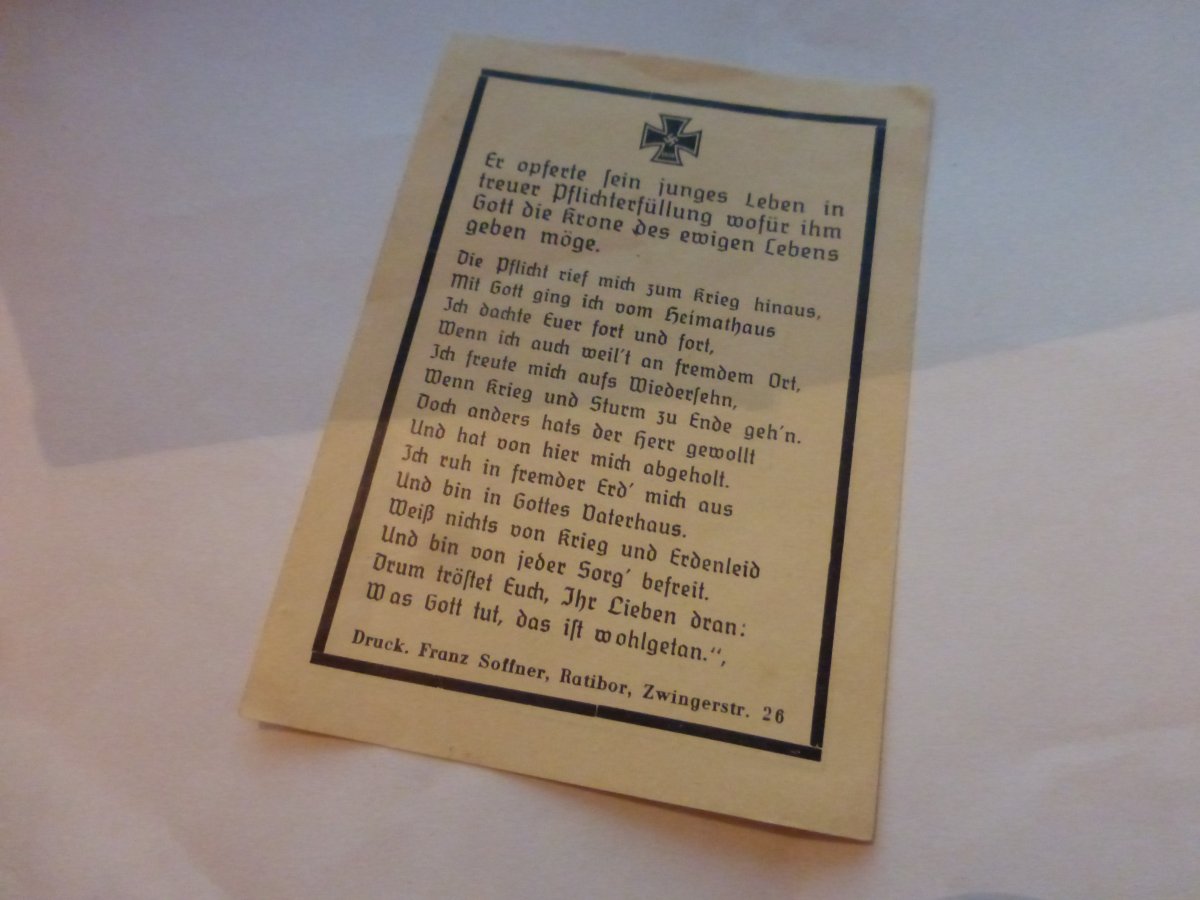 Er opferte sein junges Leben in
treuer Pflichterfüllung wofür ihm
Gott die Krone des ewigen Lebens
geben möge.
Die Pflicht rief mich zum Krieg hinaus,
Mit Gott ging ich vom Heimathaus
Ich dachte Euer fort und fort,
Wenn ich auch weil't an fremdem Ort,
Ich freute mich aufs Wiedersehn,
Wenn Krieg und Sturm zu Ende geh'n.
Doch anders hats der Herr gewollt
Und hat von hier mich abgeholt.
Ich ruh in fremder Erd' mich aus
Und bin in Gottes Vaterhaus.
Weiß nichts von Krieg und Erdenleid
Und bin von jeder Sorg' befreit.
Drum tröstet Euch, Ihr Lieben dran:
Was Gott tut, das ist wohlgetan.“,
Druck. Franz Soffner, Ratibor, Zwingerstr. 26